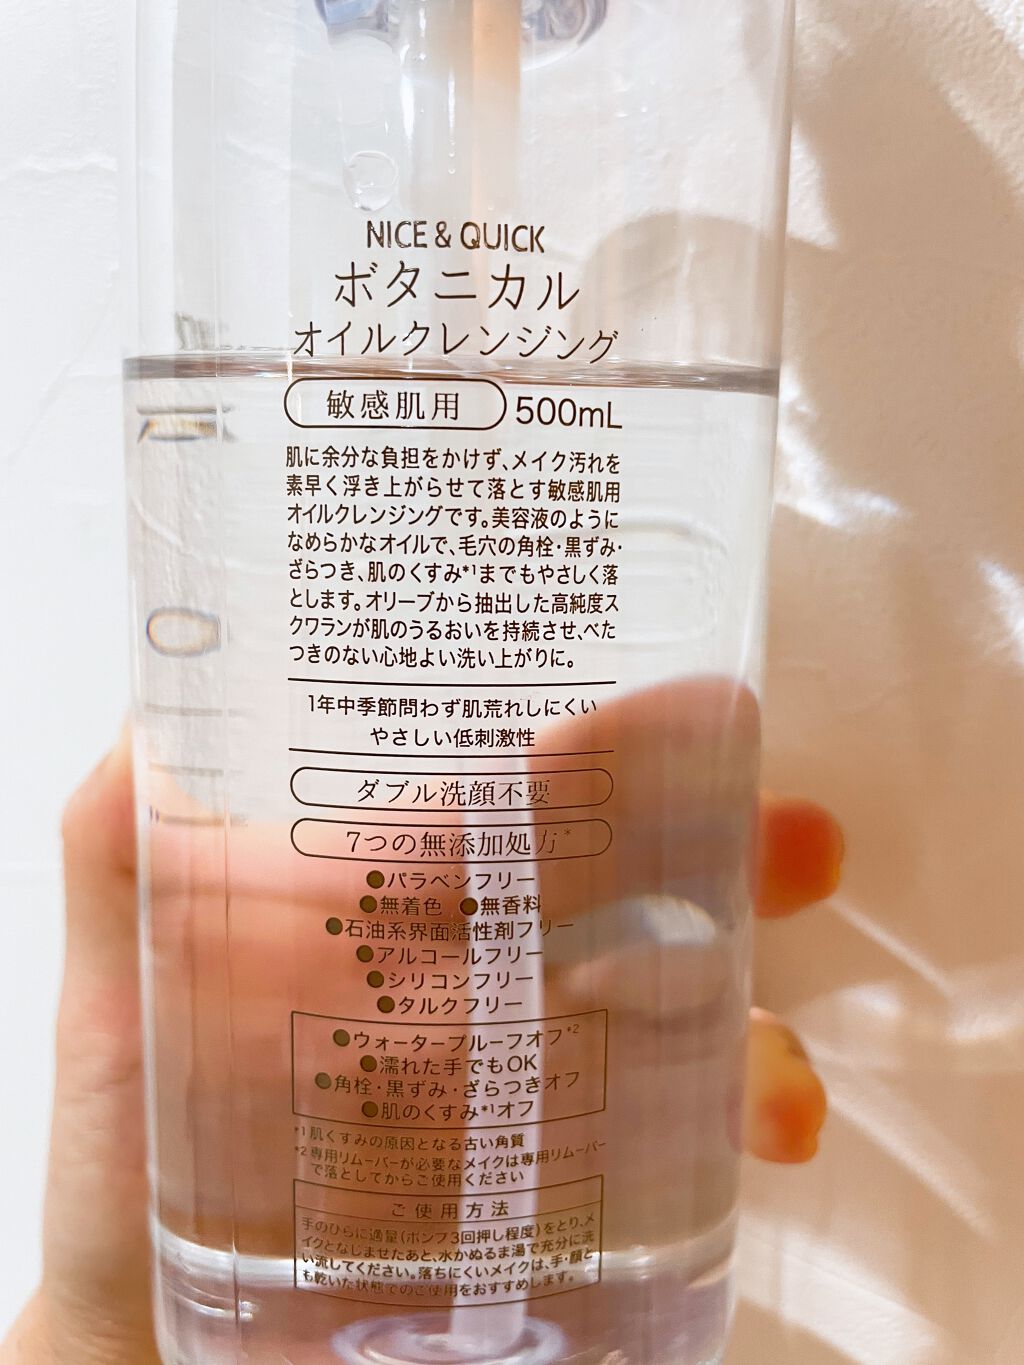 NICE & QUICK
ボタニカル
オイルクレンジング
敏感肌用 500mL
肌に余分な負担をかけず、メイク汚れを
素早く浮き上がらせて落とす敏感肌用
オイルクレンジングです。美容液のように
なめらかなオイルで、毛穴の角栓・黒ずみ・
ざらつき、肌のくすみ*1までもやさしく落
とします。オリーブから抽出した高純度ス
クワランが肌のうるおいを持続させ、べた
つきのない心地よい洗い上がりに。
1年中季節問わず肌荒れしにくい
やさしい低刺激性
ダブル洗顔不要
7つの無添加処方*
●パラベンフリー
●無着色 ●無香料
●石油系界面活性剤フリー
●アルコールフリー
●シリコンフリー
●タルクフリー
●ウォータープルーフオフ*2
●濡れた手でもOK
●角栓・黒ずみ・ざらつきオフ
●肌のくすみ*1オフ
*1 肌くすみの原因となる古い角質
*2 専用リムーバーが必要なメイクは専用リムーバー
で落としてからご使用ください
ご使用方法
手のひらに適量(ポンプ3回押し程度)をとり、メ
イクとなじませたあと、水かぬるま湯で充分に洗
い流してください。落ちにくいメイクは、手・顔と
も乾いた状態でのご使用をおすすめします。